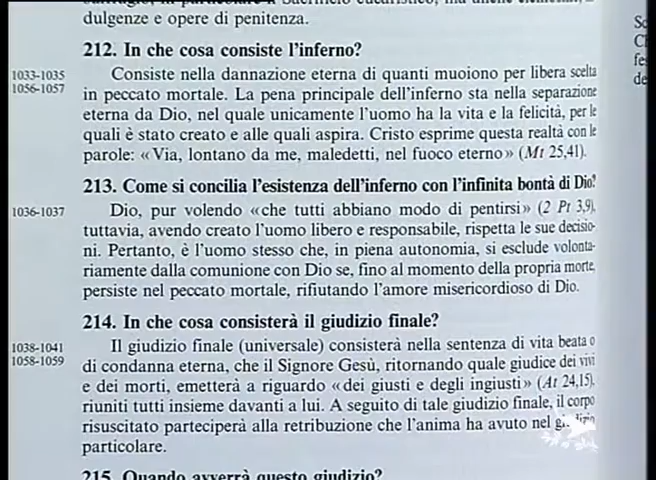 dulgenze e opere di penitenza.
212. In che cosa consiste l'inferno?
1033-1035
1056-1057
Consiste nella dannazione eterna di quanti muoiono per libera scelta
in peccato mortale. La pena principale dell'inferno sta nella separazione
eterna da Dio, nel quale unicamente l'uomo ha la vita e la felicità, per le
quali è stato creato e alle quali aspira. Cristo esprime questa realtà con le
parole: «Via, lontano da me, maledetti, nel fuoco eterno» (Mt 25,41).
213. Come si concilia l'esistenza dell'inferno con l'infinita bontà di Dio?
1036-1037
Dio, pur volendo «che tutti abbiano modo di pentirsi» (2 Pt 3,9),
tuttavia, avendo creato l'uomo libero e responsabile, rispetta le sue decisio-
ni. Pertanto, è l'uomo stesso che, in piena autonomia, si esclude volonta-
riamente dalla comunione con Dio se, fino al momento della propria morte,
persiste nel peccato mortale, rifiutando l'amore misericordioso di Dio.
214. In che cosa consisterà il giudizio finale?
1038-1041
1058-1059
Il giudizio finale (universale) consisterà nella sentenza di vita beata o
di condanna eterna, che il Signore Gesù, ritornando quale giudice dei vivi
e dei morti, emetterà a riguardo «dei giusti e degli ingiusti» (At 24,15),
riuniti tutti insieme davanti a lui. A seguito di tale giudizio finale, il corpo
risuscitato parteciperà alla retribuzione che l'anima ha avuto nel giudizio
particolare.
215. Quando avverrà questo giudizio?